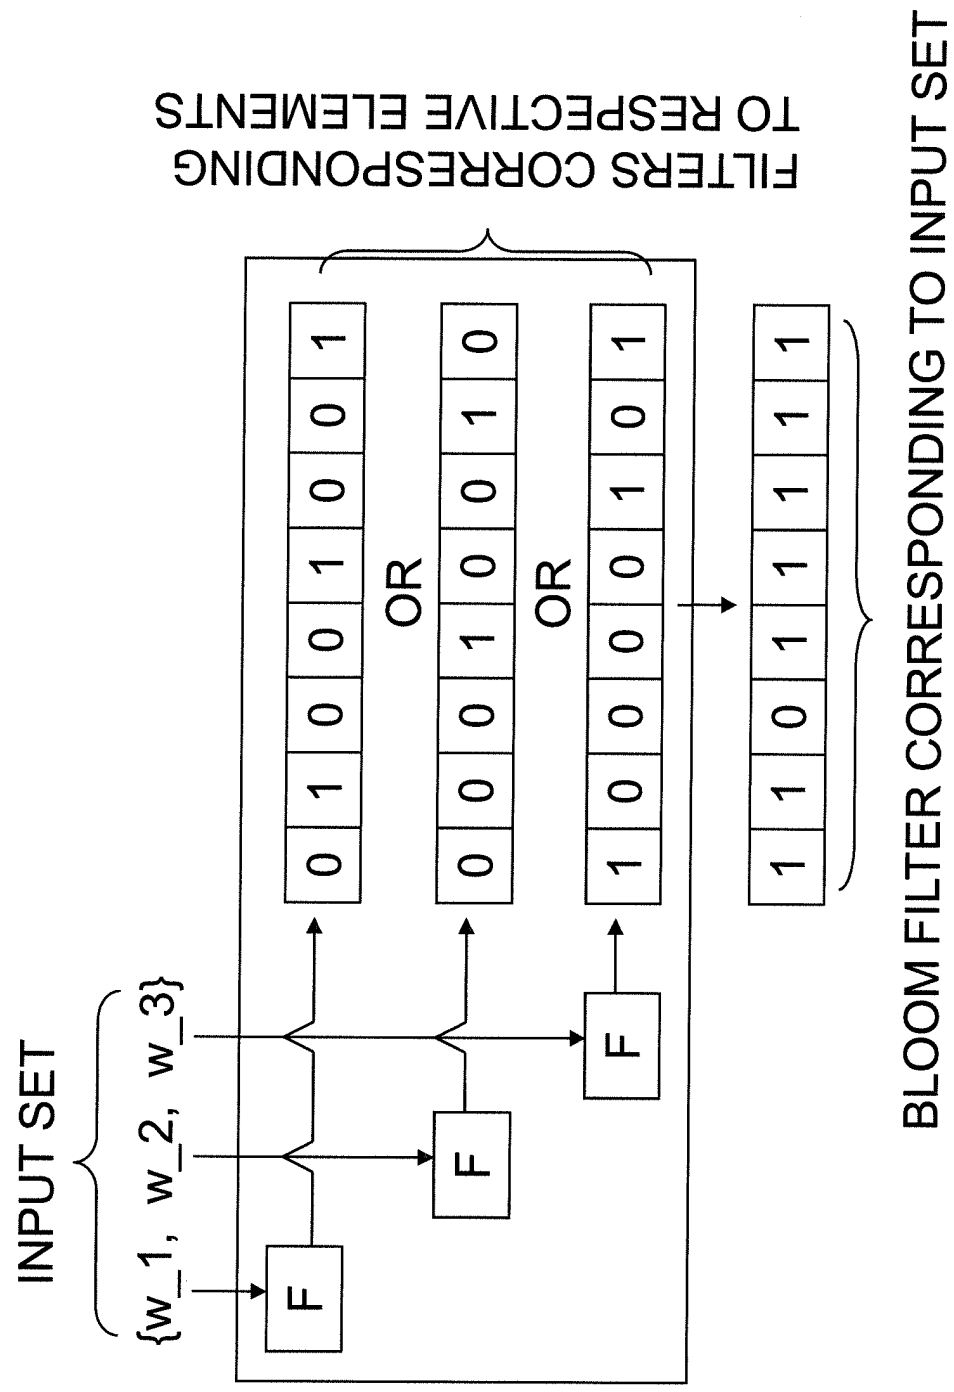 INPUT SET
{w_1, w_2, w_3}
F
0 1 0 0 1 0 0 1
OR
F
0 0 0 1 0 0 1 0
OR
F
1 0 0 0 0 1 0 1
FILTERS CORRESPONDING
TO RESPECTIVE ELEMENTS
1 1 0 1 1 1 1 1
BLOOM FILTER CORRESPONDING TO INPUT SET